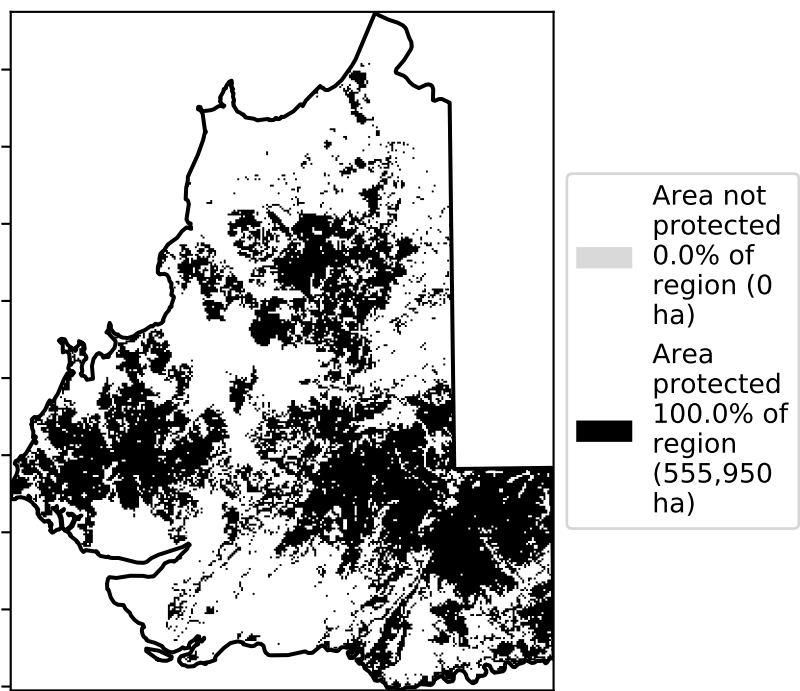 Area not
protected
0.0% of
region (0
ha)
Area
protected
100.0% of
region
(555,950
ha)